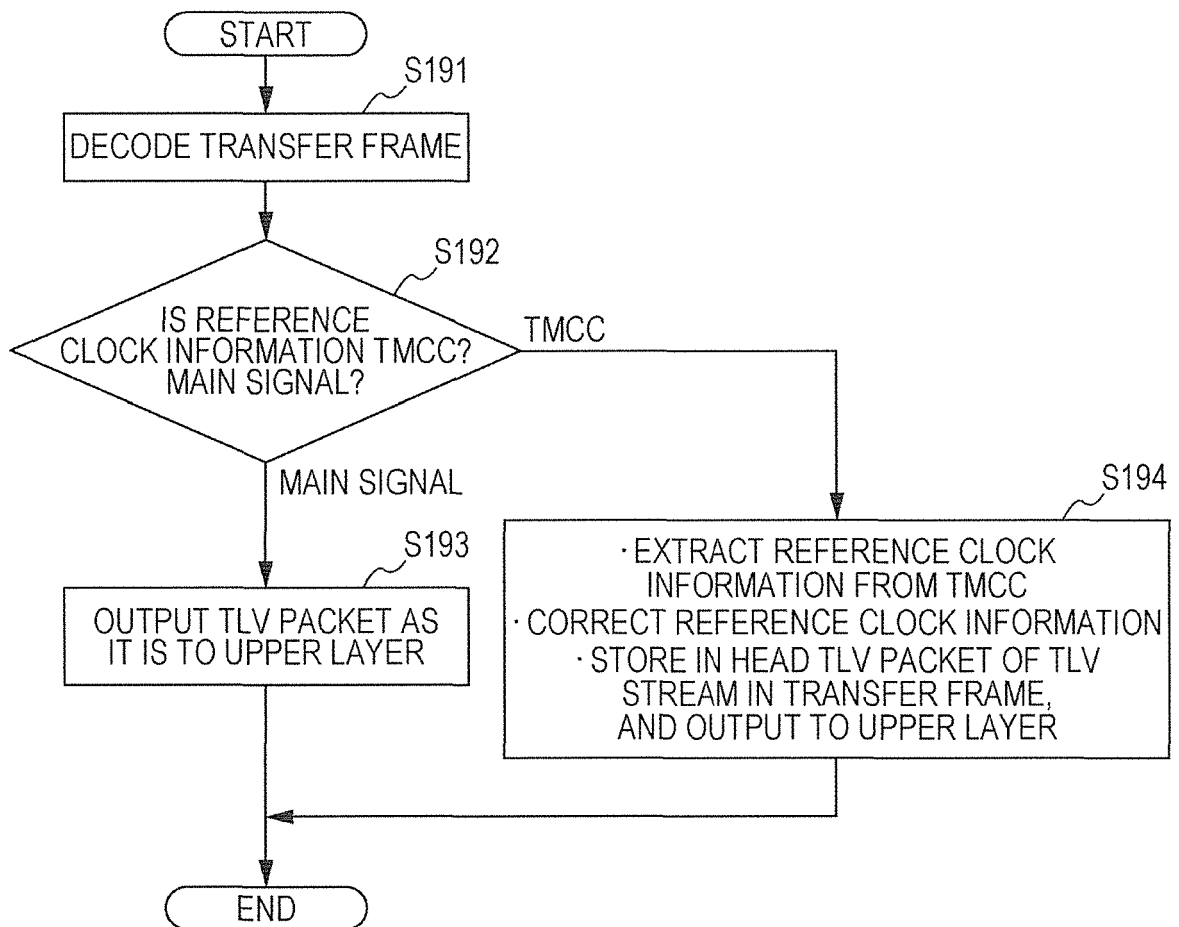 START
S191
DECODE TRANSFER FRAME
S192
IS REFERENCE
CLOCK INFORMATION TMCC?
MAIN SIGNAL?
TMCC
MAIN SIGNAL
S193
OUTPUT TLV PACKET AS
IT IS TO UPPER LAYER
S194
·EXTRACT REFERENCE CLOCK
INFORMATION FROM TMCC
·CORRECT REFERENCE CLOCK INFORMATION
·STORE IN HEAD TLV PACKET OF TLV
STREAM IN TRANSFER FRAME,
AND OUTPUT TO UPPER LAYER
END